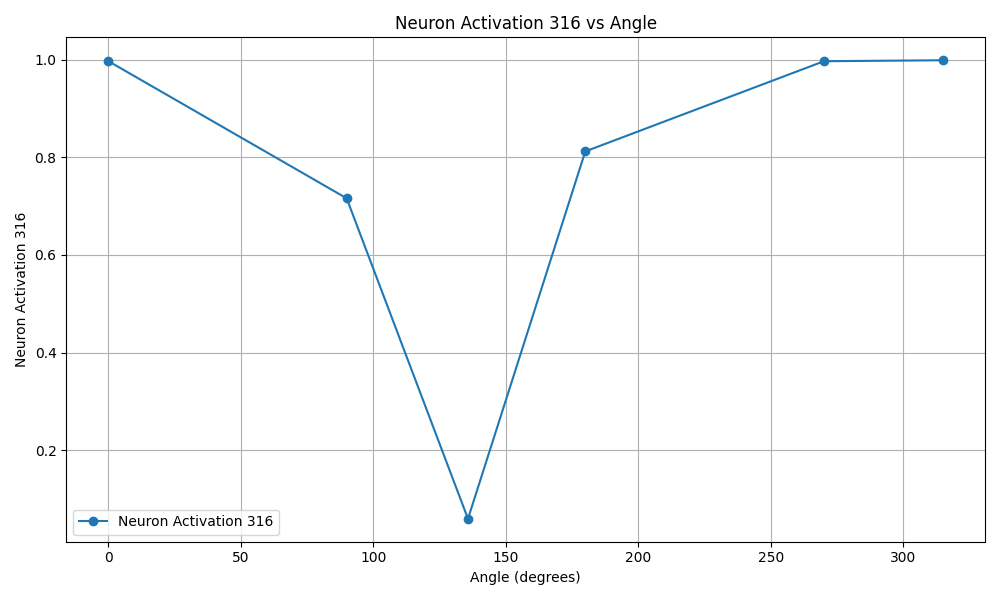 Neuron Activation 316 vs Angle
Neuron Activation 316
1.0
0.8
0.6
0.4
0.2
Neuron Activation 316
0 50 100 150 200 250 300
Angle (degrees)